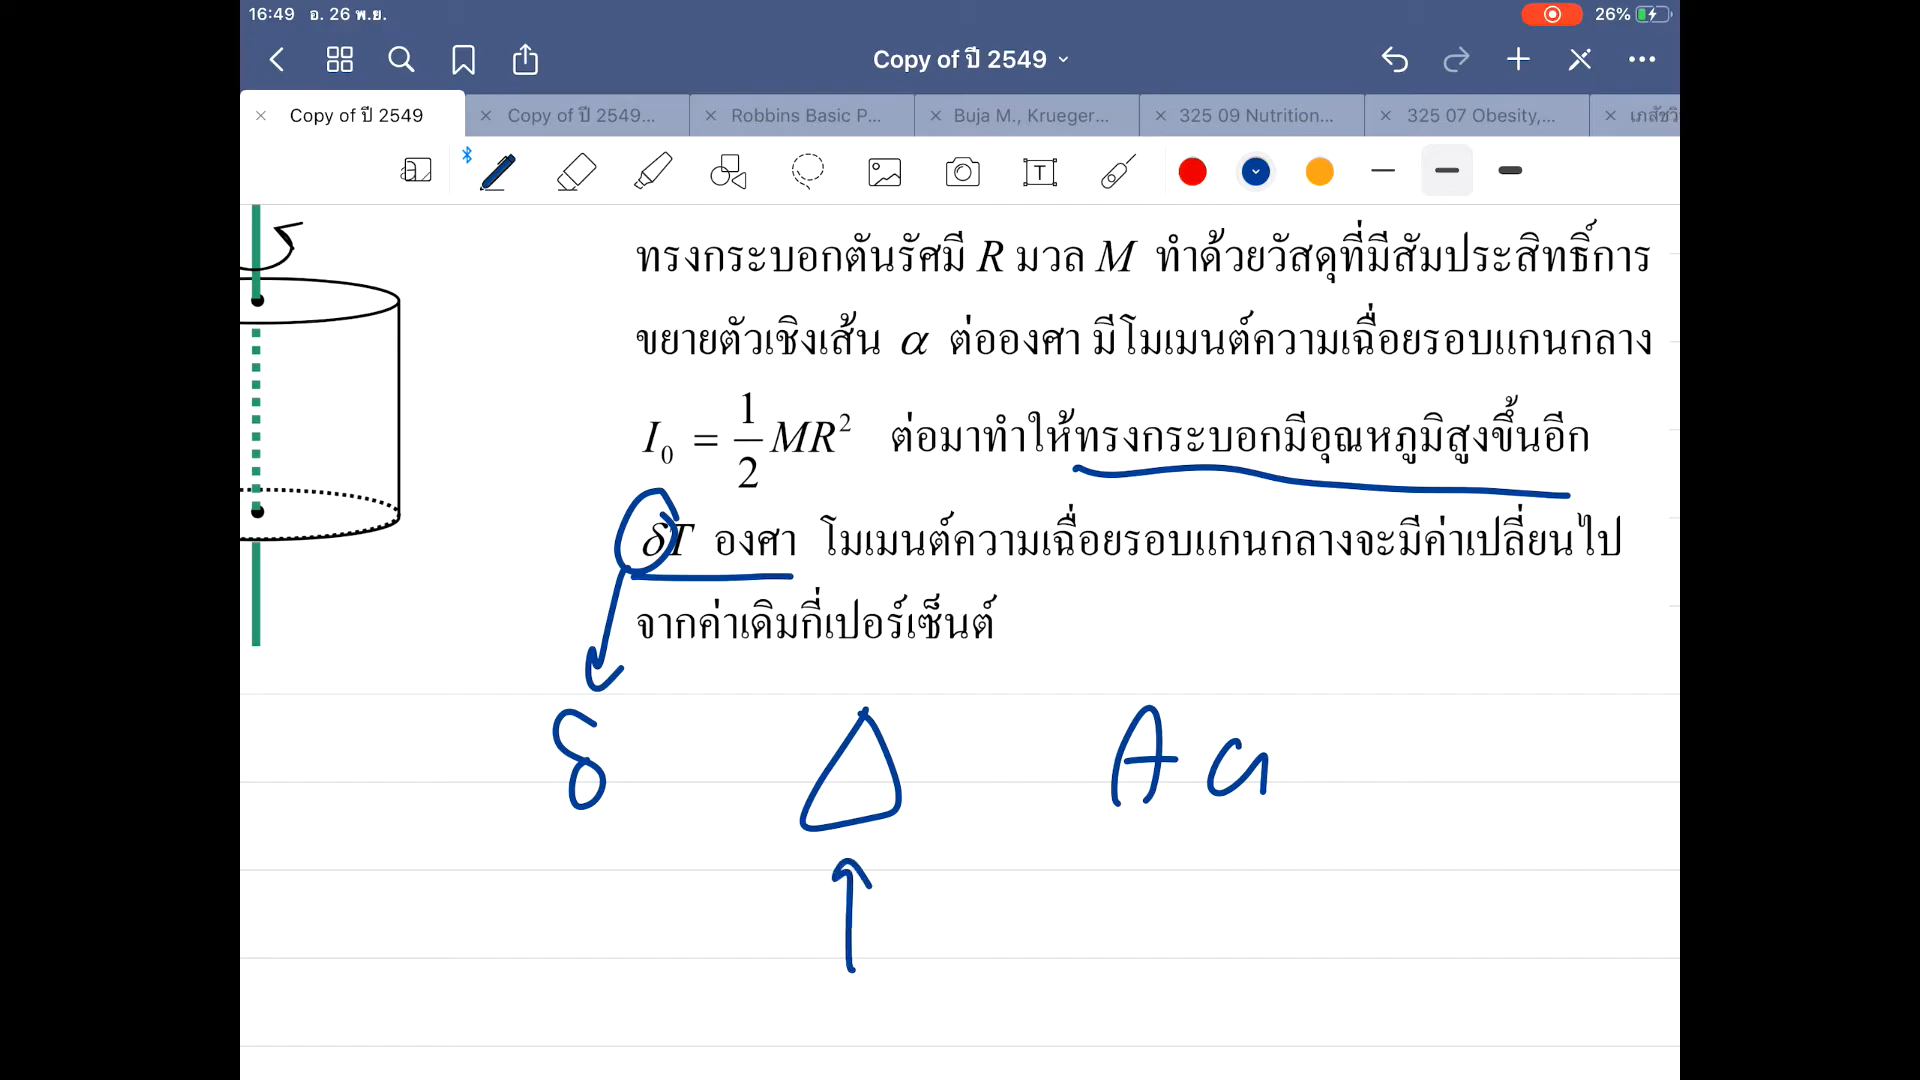 16:49 อ. 26 พ.ย.
26%
Copy of ปี 2549
Copy of ปี 2549
Copy of ปี 2549...
Robbins Basic P...
Buja M., Krueger...
325 09 Nutrition...
325 07 Obesity,...
เภสัชวิ
ทรงกระบอกตันรัศมี R มวล M ทำด้วยวัสดุที่มีสัมประสิทธิ์การ
ขยายตัวเชิงเส้น α ต่อองศา มีโมเมนต์ความเฉื่อยรอบแกนกลาง
I₀ = 1/2 MR² ต่อมาทำให้ทรงกระบอกมีอุณหภูมิสูงขึ้นอีก
δT องศา โมเมนต์ความเฉื่อยรอบแกนกลางจะมีค่าเปลี่ยนไป
จากค่าเดิมกี่เปอร์เซ็นต์
δ Δ A a